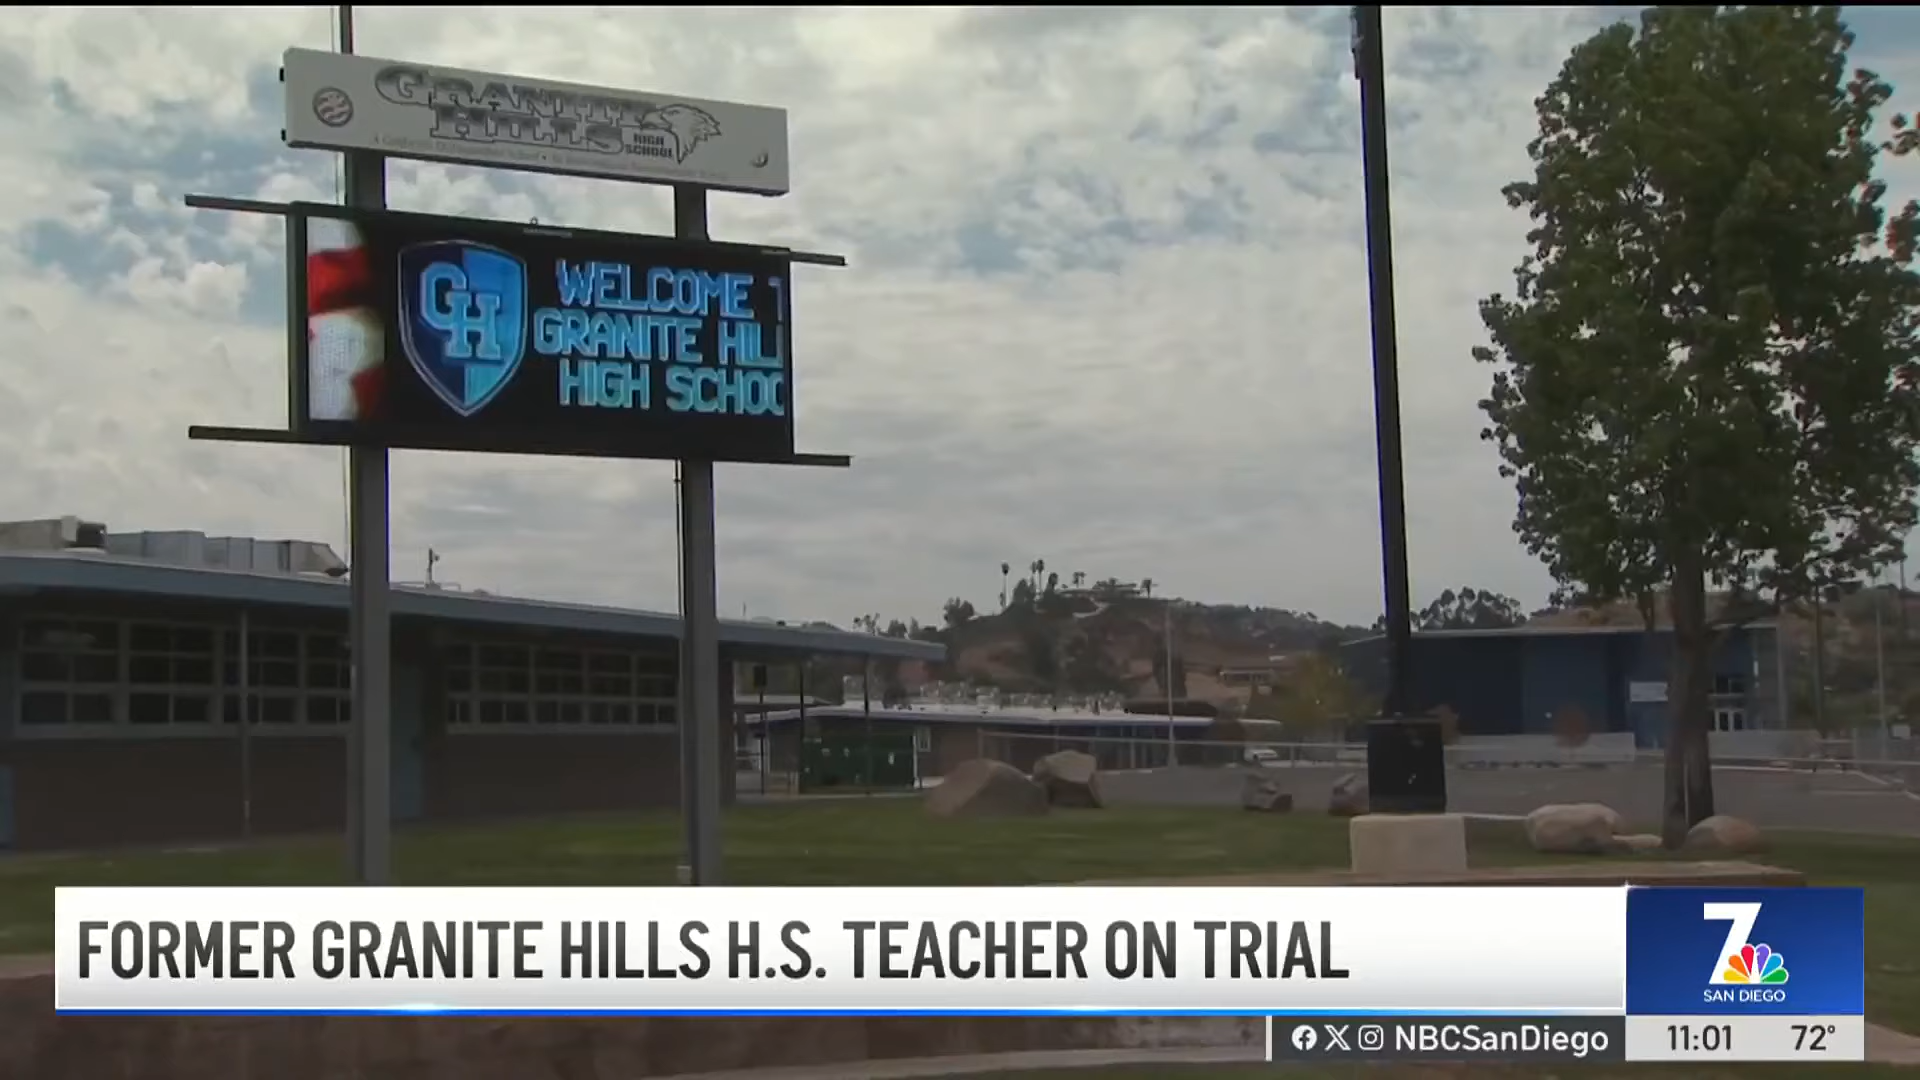 GRANITE
HILLS
HIGH
SCHOOL
GH
WELCOME T
GRANITE HIL
HIGH SCHOO
FORMER GRANITE HILLS H.S. TEACHER ON TRIAL
7
SAN DIEGO
NBCSanDiego
11:01 72°